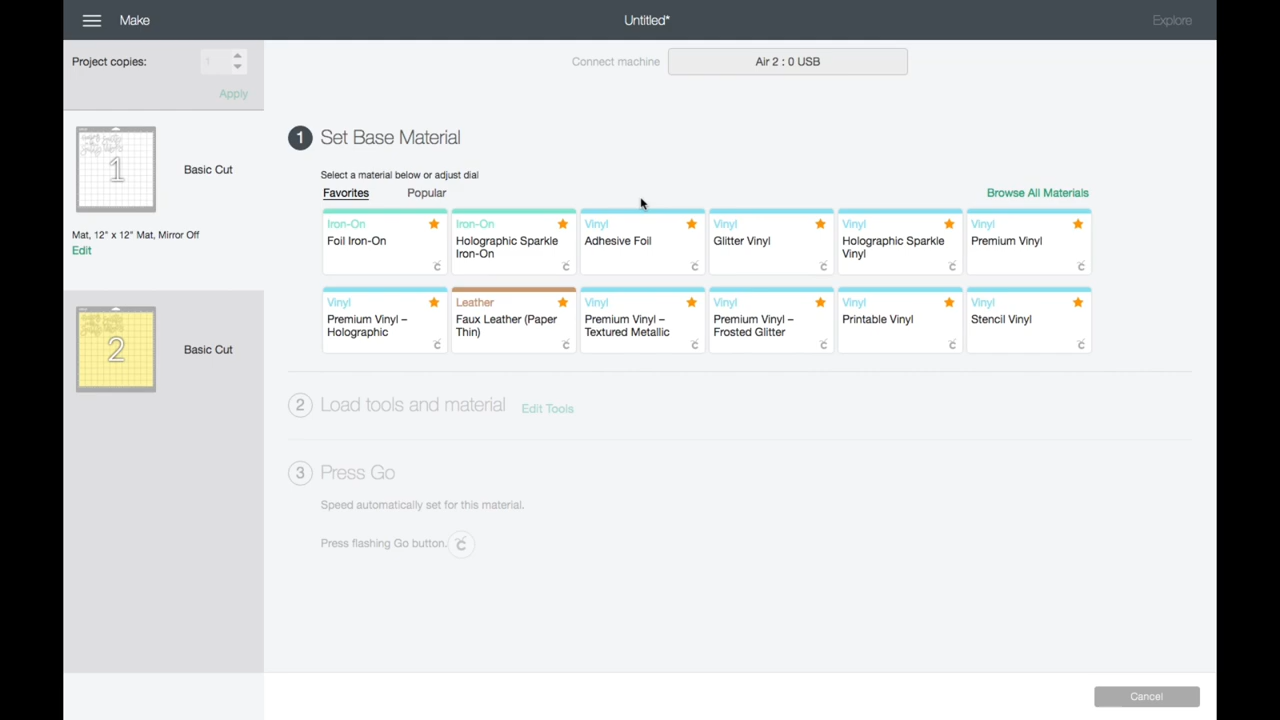 Make
Untitled*
Explore
Project copies:
1
Apply
Connect machine
Air 2 : 0 USB
1
Basic Cut
Mat, 12" x 12" Mat, Mirror Off
Edit
2
Basic Cut
1 Set Base Material
Select a material below or adjust dial
Favorites Popular
Browse All Materials
Iron-On
Foil Iron-On
Iron-On
Holographic Sparkle
Iron-On
Vinyl
Adhesive Foil
Vinyl
Glitter Vinyl
Vinyl
Holographic Sparkle
Vinyl
Vinyl
Premium Vinyl
Vinyl
Premium Vinyl –
Holographic
Leather
Faux Leather (Paper
Thin)
Vinyl
Premium Vinyl –
Textured Metallic
Vinyl
Premium Vinyl –
Frosted Glitter
Vinyl
Printable Vinyl
Vinyl
Stencil Vinyl
2 Load tools and material Edit Tools
3 Press Go
Speed automatically set for this material.
Press flashing Go button.
Cancel